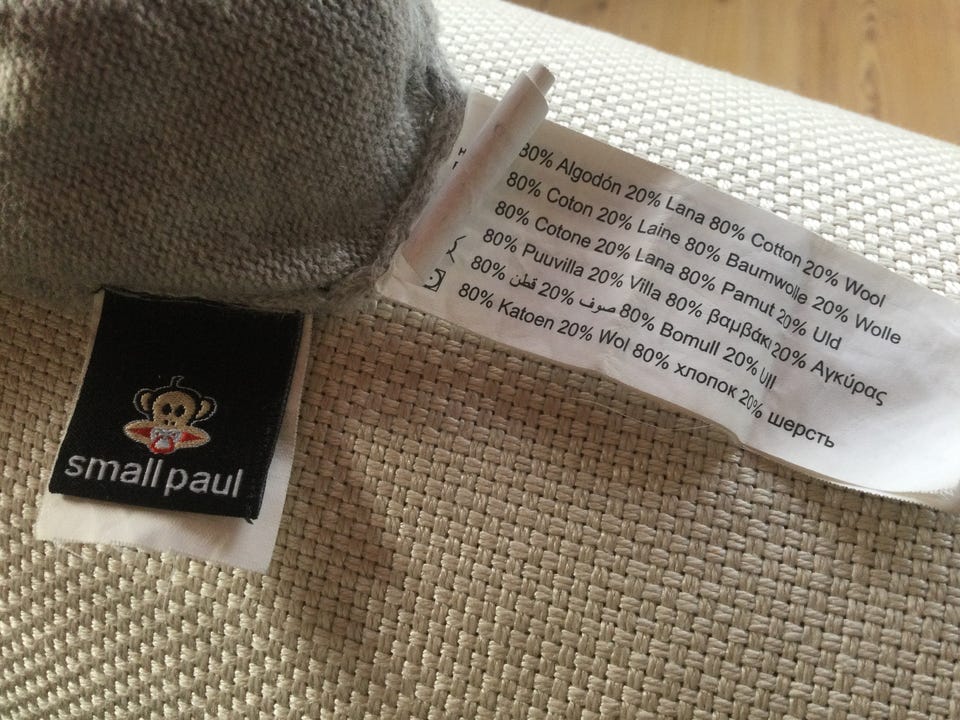 80% Algodón 20% Lana 80% Cotton 20% Wool
80% Coton 20% Laine 80% Baumwolle 20% Wolle
80% Cotone 20% Lana 80% Pamut 20% Uld
80% Puuvilla 20% Villa 80% βαμβάκι 20% Αγκύρας
80% قطن 20% صوف 80% Bomull 20% Ull
80% Katoen 20% Wol 80% хлопок 20% шерсть
small paul